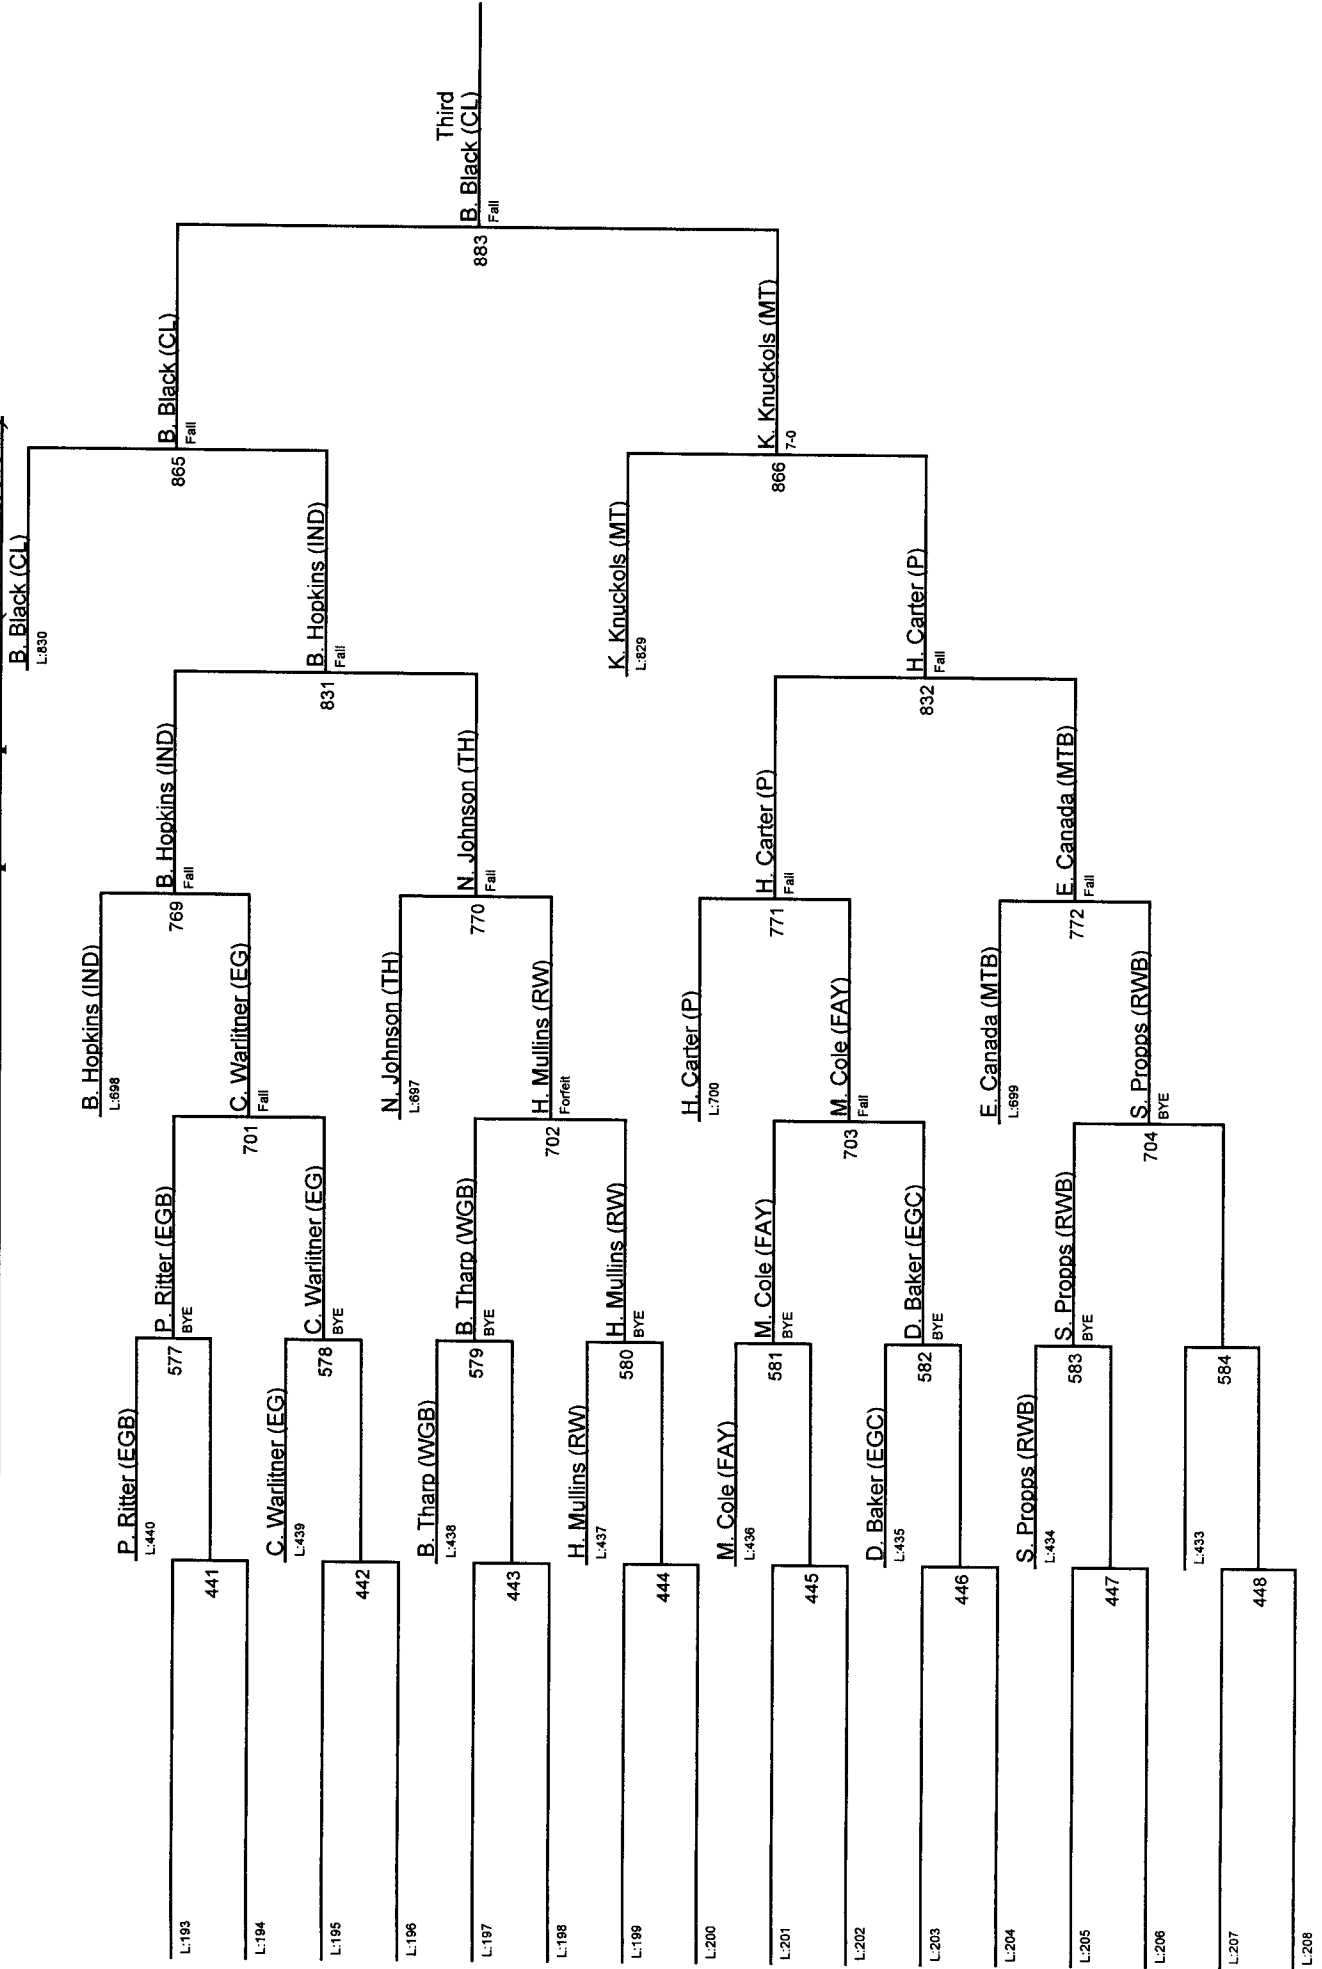 L:193
L:194
L:195
L:196
L:197
L:198
L:199
L:200
L:201
L:202
L:203
L:204
L:205
L:206
L:207
L:208
441
442
443
444
445
446
447
448
P. Ritter (EGB)
L:440
C. Warlitner (EG)
L:439
B. Tharp (WGB)
L:438
H. Mullins (RW)
L:437
M. Cole (FAY)
L:436
D. Baker (EGC)
L:435
S. Propps (RWB)
L:434
L:433
577
578
579
580
581
582
583
584
P. Ritter (EGB)
BYE
C. Warlitner (EG)
BYE
B. Tharp (WGB)
BYE
H. Mullins (RW)
BYE
M. Cole (FAY)
BYE
D. Baker (EGC)
BYE
S. Propps (RWB)
BYE
701
702
703
704
B. Hopkins (IND)
L:698
C. Warlitner (EG)
Fall
N. Johnson (TH)
L:697
H. Mullins (RW)
Forfeit
H. Carter (P)
L:700
M. Cole (FAY)
Fall
E. Canada (MTB)
L:699
S. Propps (RWB)
BYE
769
770
771
772
B. Hopkins (IND)
Fall
N. Johnson (TH)
Fall
H. Carter (P)
Fall
E. Canada (MTB)
Fall
831
832
B. Black (CL)
L:830
B. Hopkins (IND)
Fall
K. Knuckols (MT)
L:829
H. Carter (P)
Fall
865
866
B. Black (CL)
Fall
K. Knuckols (MT)
7-0
883
Third
B. Black (CL)
Fall